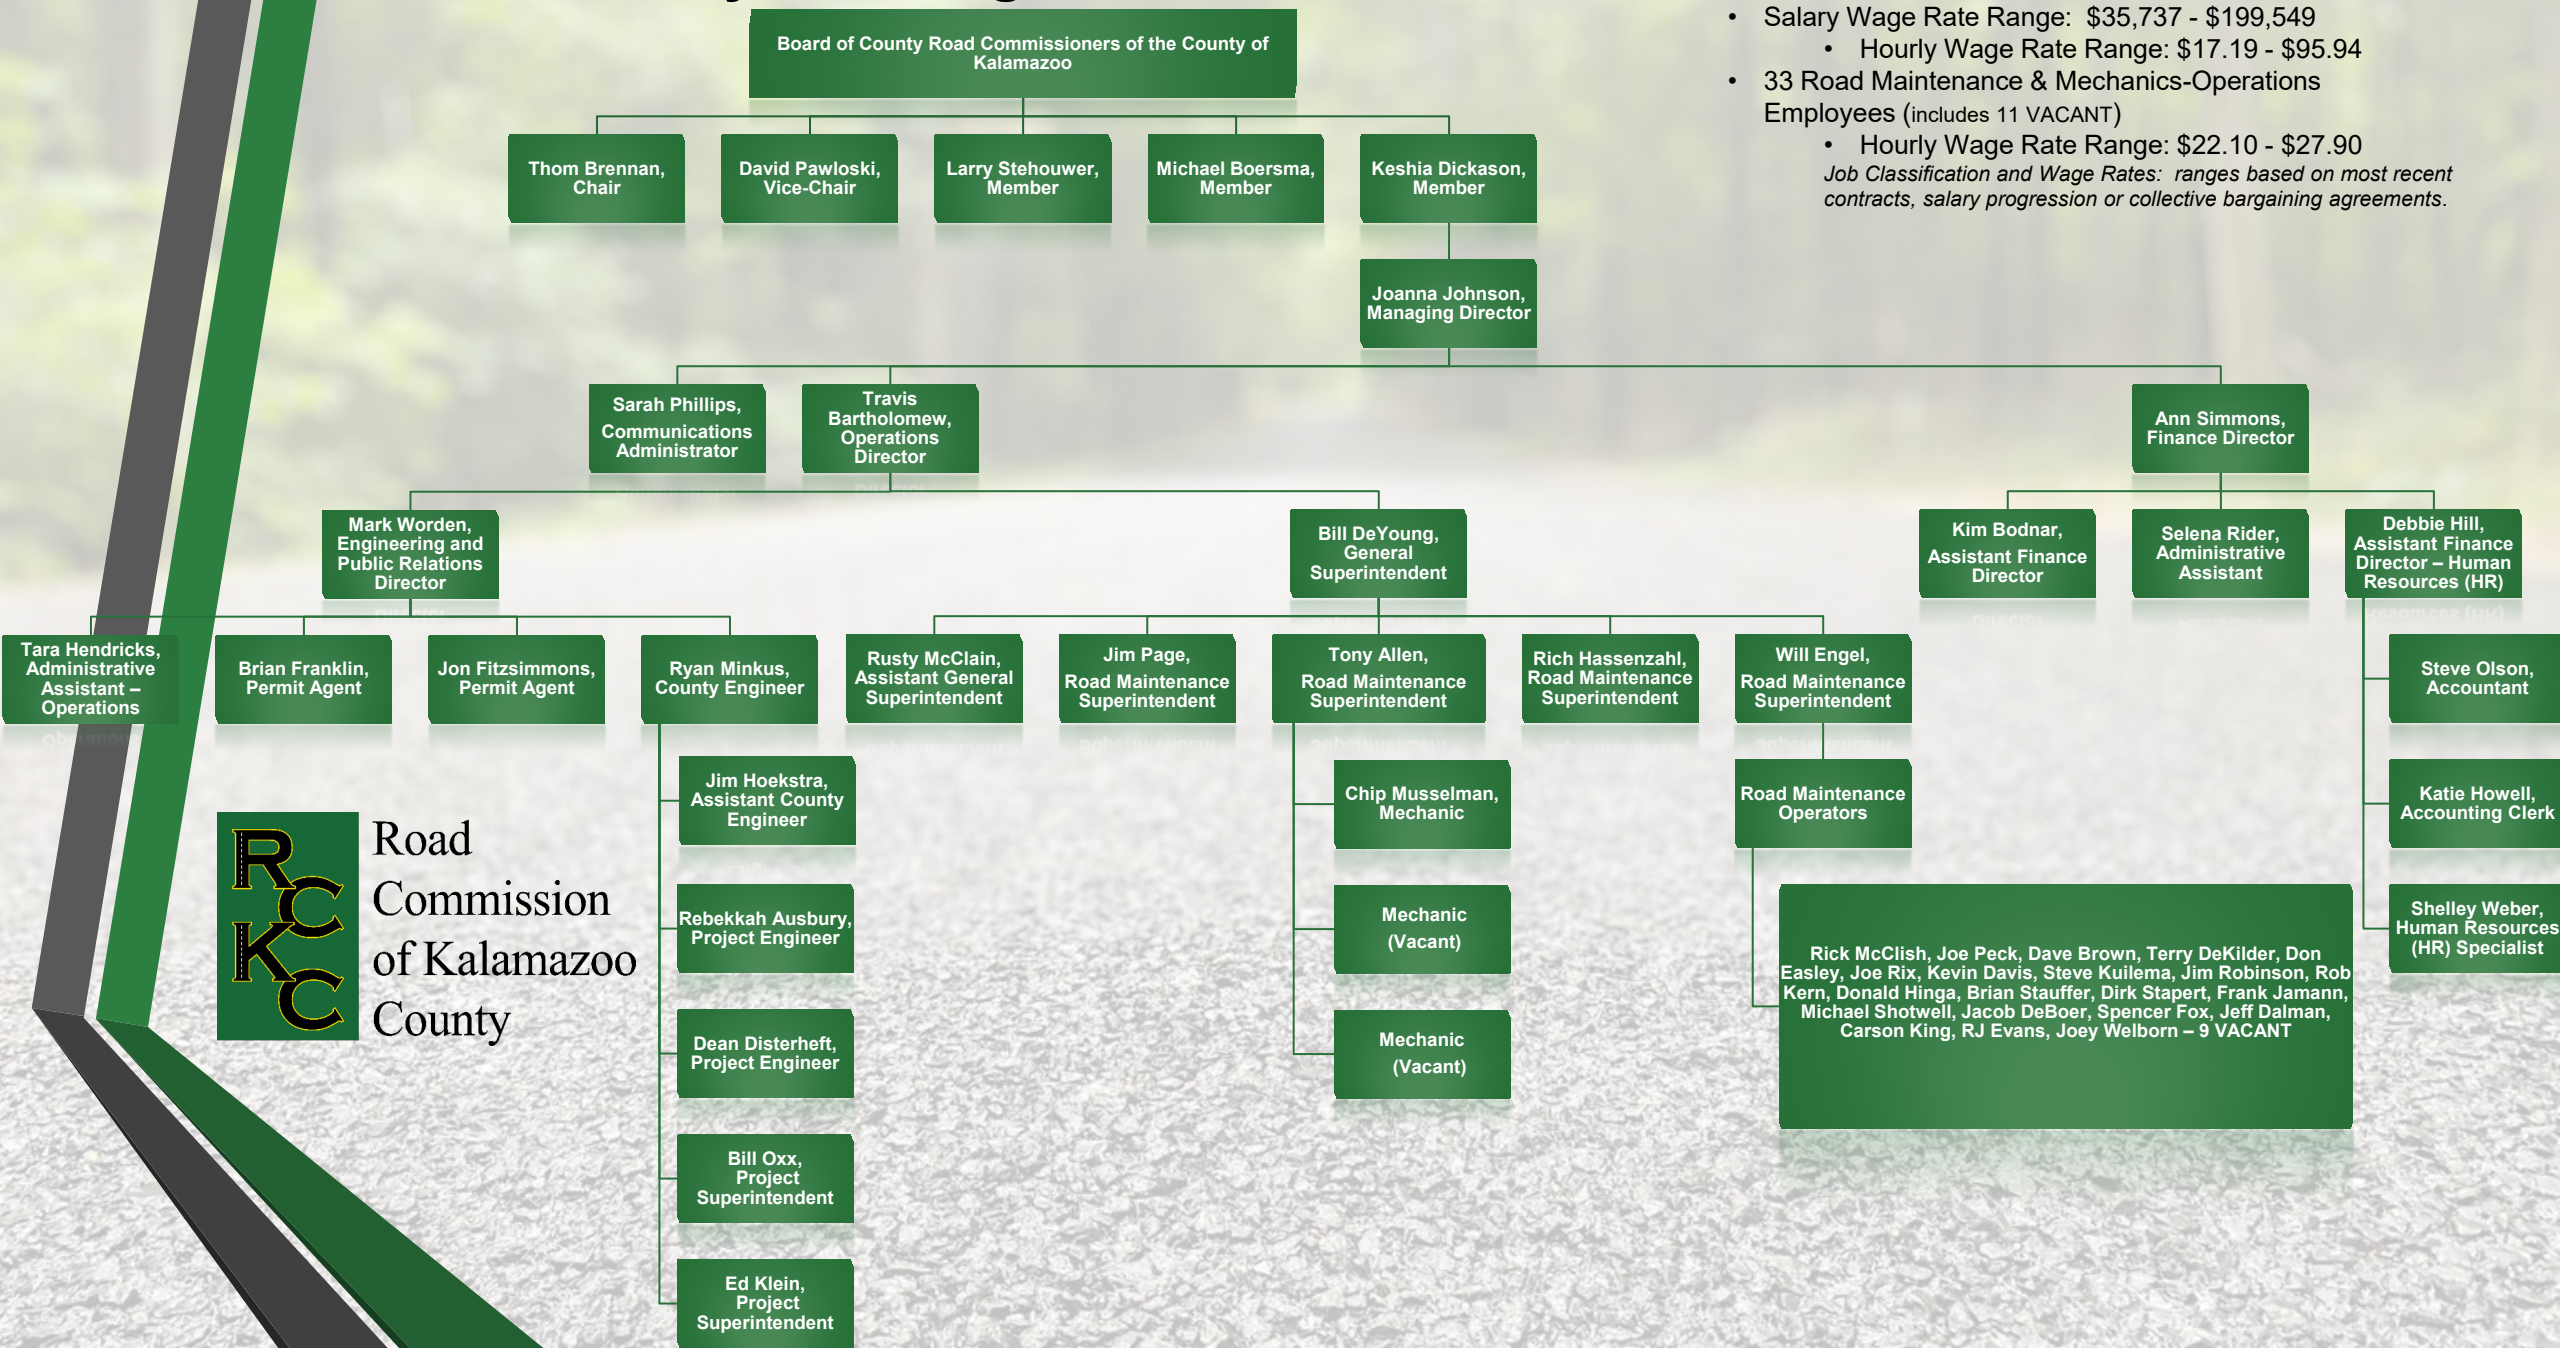 • Salary Wage Rate Range: $35,737 - $199,549
• Hourly Wage Rate Range: $17.19 - $95.94
• 33 Road Maintenance & Mechanics-Operations
Employees (includes 11 VACANT)
• Hourly Wage Rate Range: $22.10 - $27.90
Job Classification and Wage Rates: ranges based on most recent
contracts, salary progression or collective bargaining agreements.
Board of County Road Commissioners of the County of
Kalamazoo
Thom Brennan,
Chair
David Pawloski,
Vice-Chair
Larry Stehouwer,
Member
Michael Boersma,
Member
Keshia Dickason,
Member
Joanna Johnson,
Managing Director
Sarah Phillips,
Communications
Administrator
Travis
Bartholomew,
Operations
Director
Ann Simmons,
Finance Director
Mark Worden,
Engineering and
Public Relations
Director
Bill DeYoung,
General
Superintendent
Kim Bodnar,
Assistant Finance
Director
Selena Rider,
Administrative
Assistant
Debbie Hill,
Assistant Finance
Director – Human
Resources (HR)
Tara Hendricks,
Administrative
Assistant –
Operations
Brian Franklin,
Permit Agent
Jon Fitzsimmons,
Permit Agent
Ryan Minkus,
County Engineer
Rusty McClain,
Assistant General
Superintendent
Jim Page,
Road Maintenance
Superintendent
Tony Allen,
Road Maintenance
Superintendent
Rich Hassenzahl,
Road Maintenance
Superintendent
Will Engel,
Road Maintenance
Superintendent
Steve Olson,
Accountant
Jim Hoekstra,
Assistant County
Engineer
Chip Musselman,
Mechanic
Road Maintenance
Operators
Katie Howell,
Accounting Clerk
Rebekkah Ausbury,
Project Engineer
Mechanic
(Vacant)
Rick McClish, Joe Peck, Dave Brown, Terry DeKilder, Don
Easley, Joe Rix, Kevin Davis, Steve Kuilema, Jim Robinson, Rob
Kern, Donald Hinga, Brian Stauffer, Dirk Stapert, Frank Jamann,
Michael Shotwell, Jacob DeBoer, Spencer Fox, Jeff Dalman,
Carson King, RJ Evans, Joey Welborn – 9 VACANT
Shelley Weber,
Human Resources
(HR) Specialist
Dean Disterheft,
Project Engineer
Mechanic
(Vacant)
Bill Oxx,
Project
Superintendent
Ed Klein,
Project
Superintendent
RCKC
Road
Commission
of Kalamazoo
County